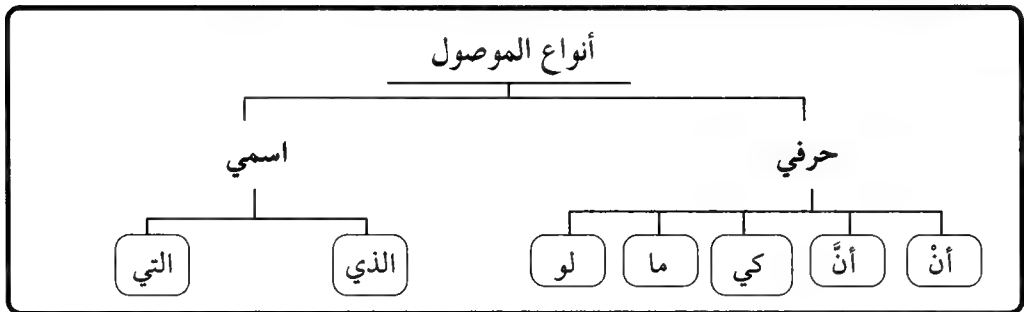 أنواع الموصول
حرفي اسمي
أنْ أنَّ كي ما لو الذي التي